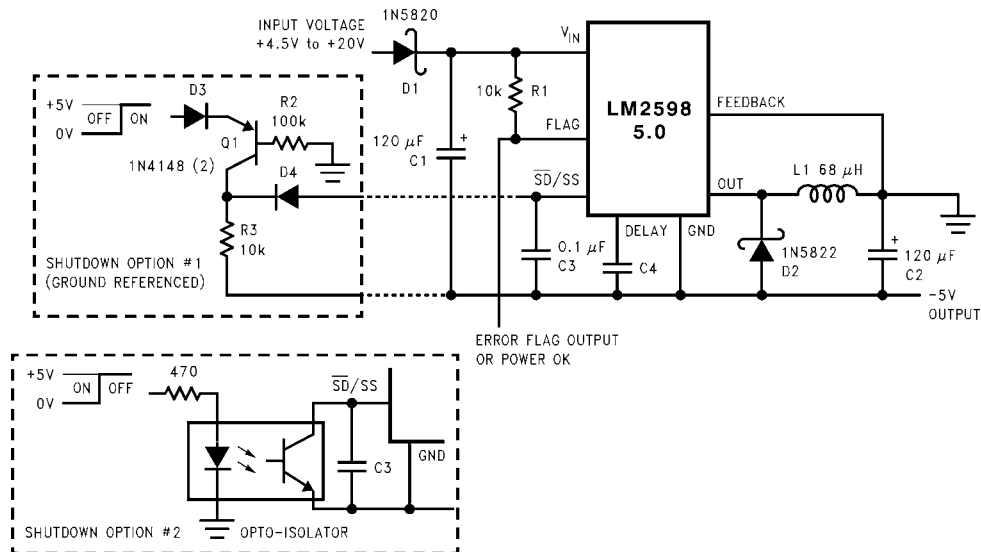 INPUT VOLTAGE
+4.5V to +20V
1N5820
D1
VIN
10k R1
FLAG
LM2598
5.0
FEEDBACK
120 µF
C1
+
S̅D̅/SS
OUT
L1 68 µH
DELAY
GND
0.1 µF
C3
C4
1N5822
D2
+
120 µF
C2
-5V
OUTPUT
ERROR FLAG OUTPUT
OR POWER OK
+5V
0V
OFF
ON
D3
R2
100k
Q1
1N4148 (2)
D4
R3
10k
SHUTDOWN OPTION #1
(GROUND REFERENCED)
+5V
0V
ON
OFF
470
S̅D̅/SS
C3
GND
SHUTDOWN OPTION #2
OPTO-ISOLATOR